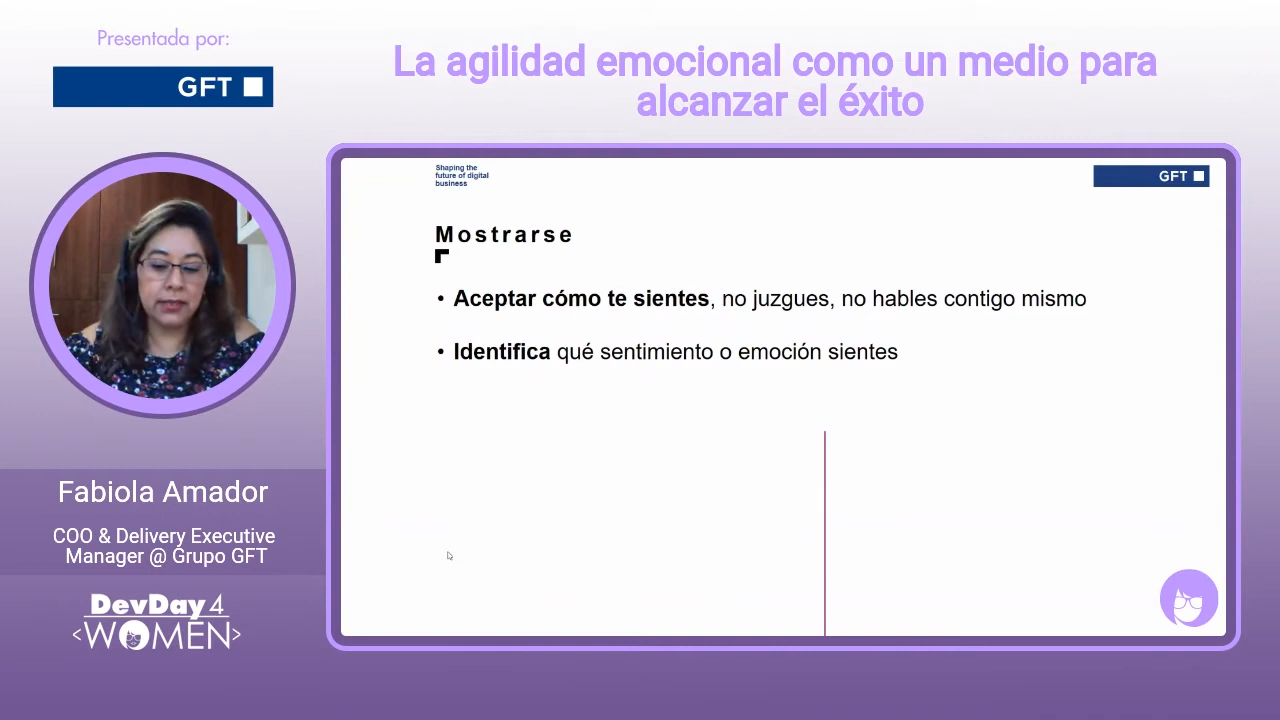 Presentada por:
GFT
La agilidad emocional como un medio para
alcanzar el éxito
Shaping the
future of digital
business
GFT
Mostrarse
• Aceptar cómo te sientes, no juzgues, no hables contigo mismo
• Identifica qué sentimiento o emoción sientes
Fabiola Amador
COO & Delivery Executive
Manager @ Grupo GFT
DevDay4
<WOMEN>